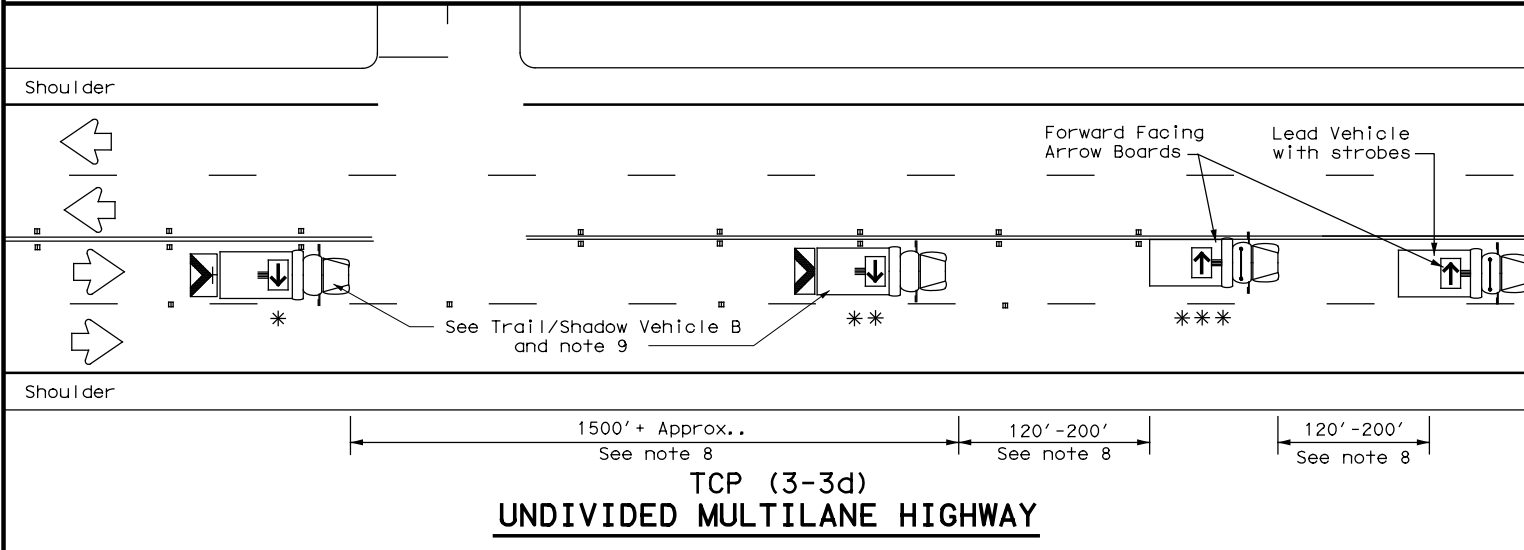 Shoulder
Forward Facing
Arrow Boards
Lead Vehicle
with strobes
*
**
***
See Trail/Shadow Vehicle B
and note 9
Shoulder
1500'+ Approx..
See note 8
120'-200'
See note 8
120'-200'
See note 8
TCP (3-3d)
UNDIVIDED MULTILANE HIGHWAY